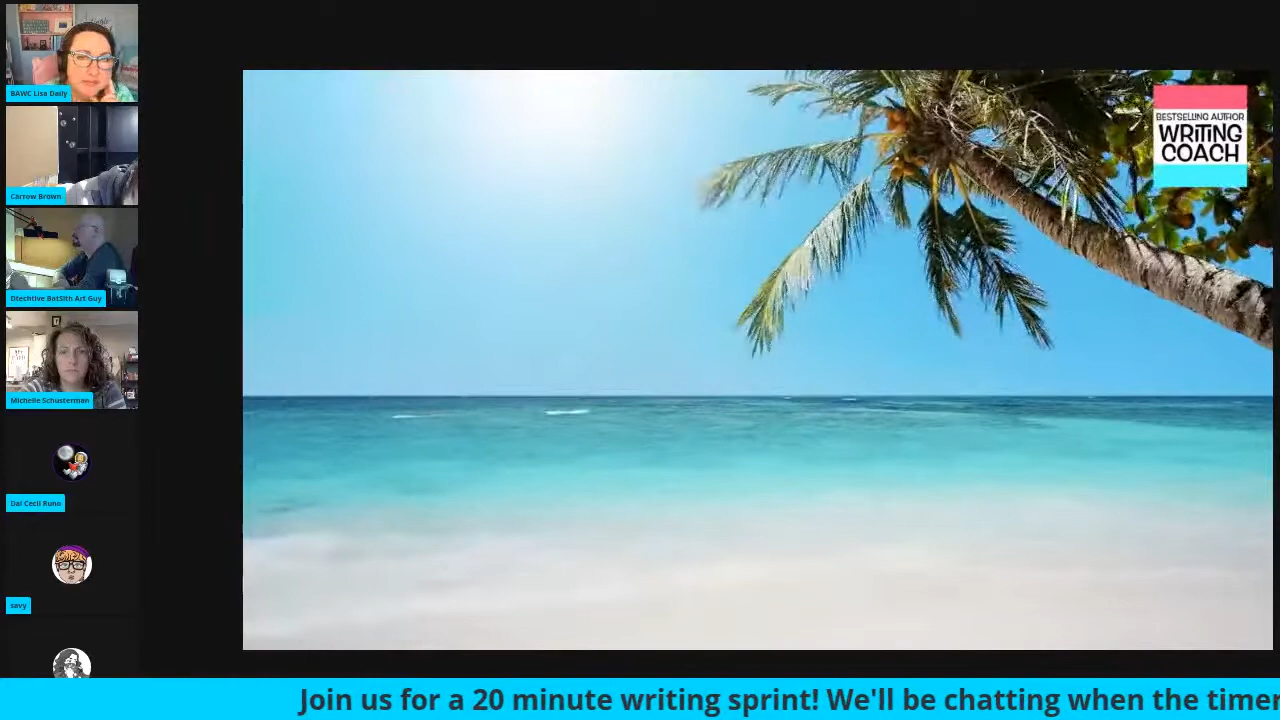 BAWC Lisa Daily
Carrow Brown
Dtechtive BatSith Art Guy
Michelle Schusterman
Dal Cecil Runo
savy
BESTSELLING AUTHOR
WRITING
COACH
Join us for a 20 minute writing sprint! We'll be chatting when the timer